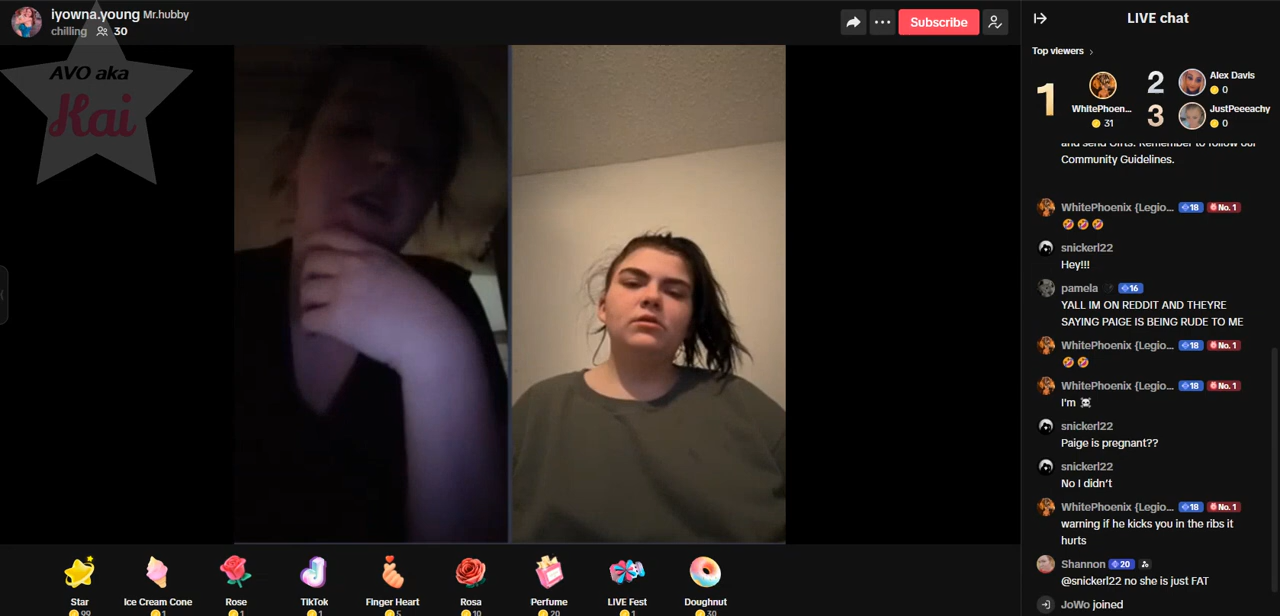 iyowna.young Mr.hubby
chilling 30
AVO aka
Kai
Subscribe
LIVE chat
Top viewers
1 WhitePhoen... 31
2 Alex Davis 0
3 JustPeeeachy 0
and send Gifts. Remember to follow our
Community Guidelines.
WhitePhoenix {Legio... 18 No. 1
🤣🤣🤣
snickerl22
Hey!!!
pamela 16
YALL IM ON REDDIT AND THEYRE
SAYING PAIGE IS BEING RUDE TO ME
WhitePhoenix {Legio... 18 No. 1
🤣🤣
WhitePhoenix {Legio... 18 No. 1
I'm ☠
snickerl22
Paige is pregnant??
snickerl22
No I didn't
WhitePhoenix {Legio... 18 No. 1
warning if he kicks you in the ribs it
hurts
Shannon 20
@snickerl22 no she is just FAT
JoWo joined
Star
99
Ice Cream Cone
1
Rose
1
TikTok
1
Finger Heart
5
Rosa
10
Perfume
20
LIVE Fest
1
Doughnut
30